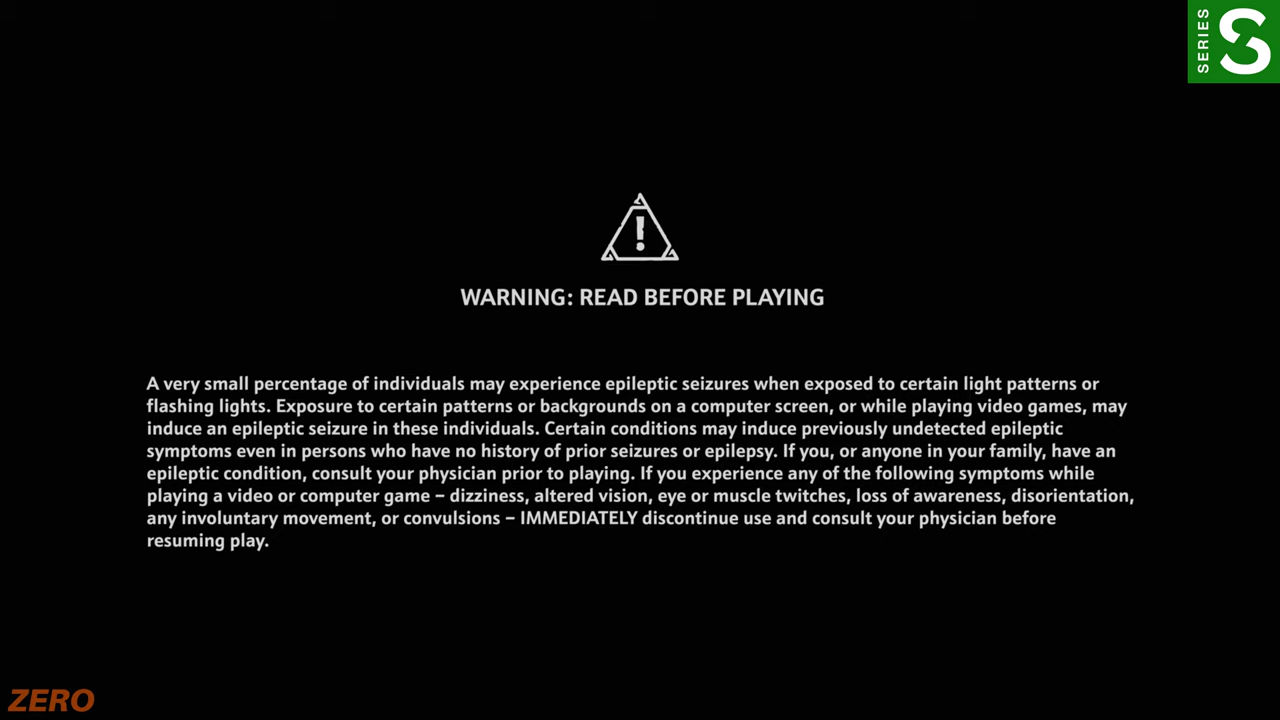 SERIES S
!
WARNING: READ BEFORE PLAYING
A very small percentage of individuals may experience epileptic seizures when exposed to certain light patterns or
flashing lights. Exposure to certain patterns or backgrounds on a computer screen, or while playing video games, may
induce an epileptic seizure in these individuals. Certain conditions may induce previously undetected epileptic
symptoms even in persons who have no history of prior seizures or epilepsy. If you, or anyone in your family, have an
epileptic condition, consult your physician prior to playing. If you experience any of the following symptoms while
playing a video or computer game – dizziness, altered vision, eye or muscle twitches, loss of awareness, disorientation,
any involuntary movement, or convulsions – IMMEDIATELY discontinue use and consult your physician before
resuming play.
ZERO